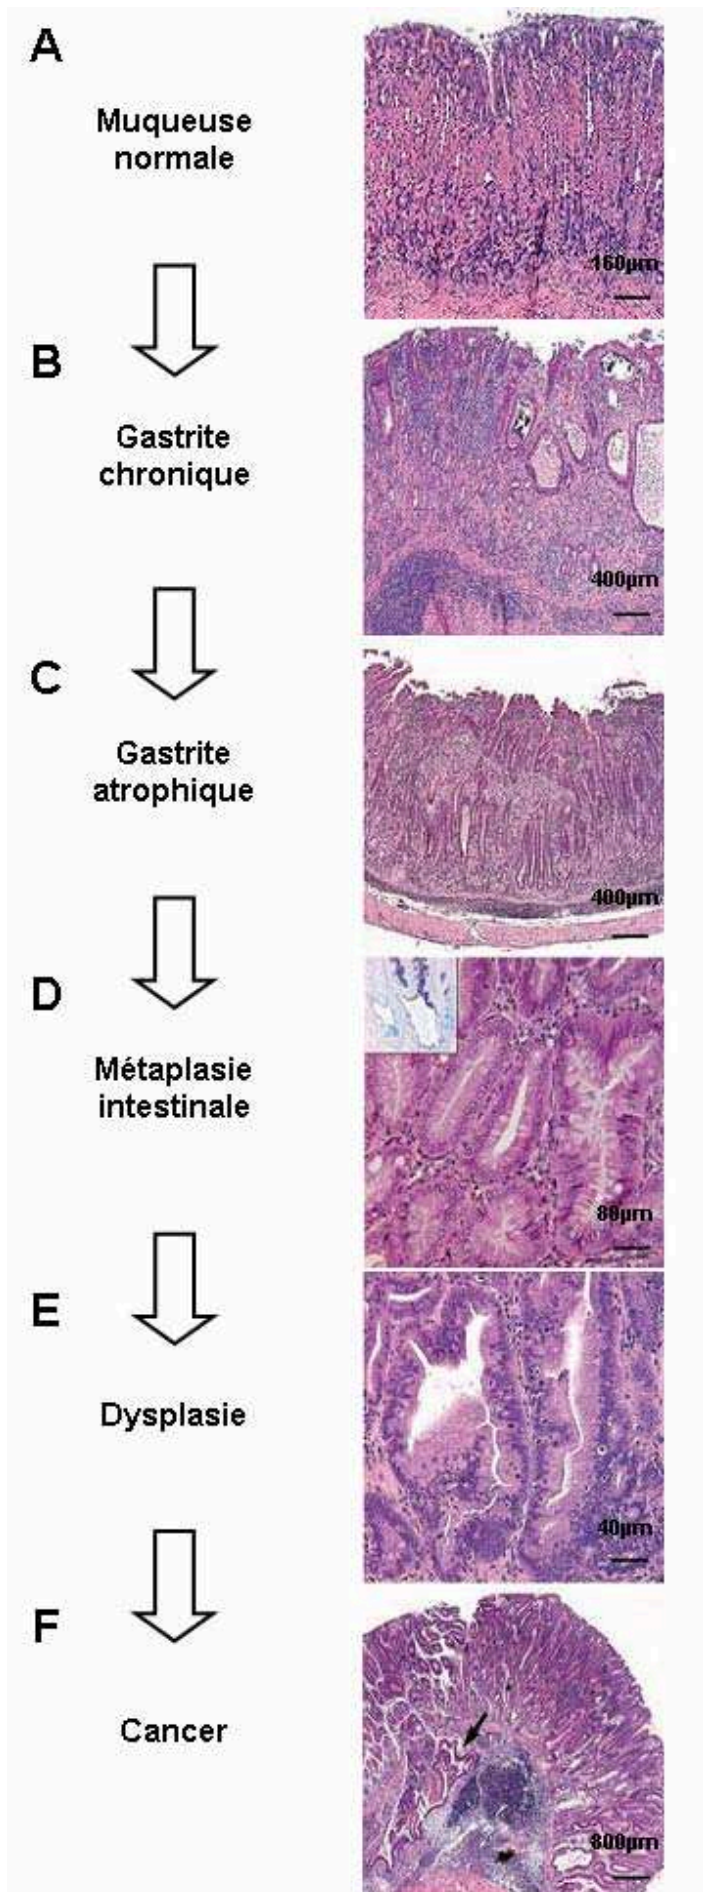 A
Muqueuse
normale
160µm
B
Gastrite
chronique
400µm
C
Gastrite
atrophique
400µm
D
Métaplasie
intestinale
80µm
E
Dysplasie
40µm
F
Cancer
800µm